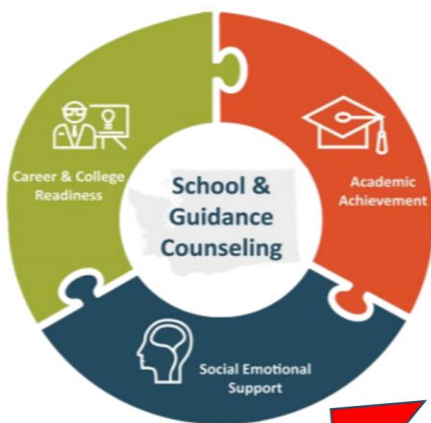 Career & College
Readiness
School &
Guidance
Counseling
Academic
Achievement
Social Emotional
Support